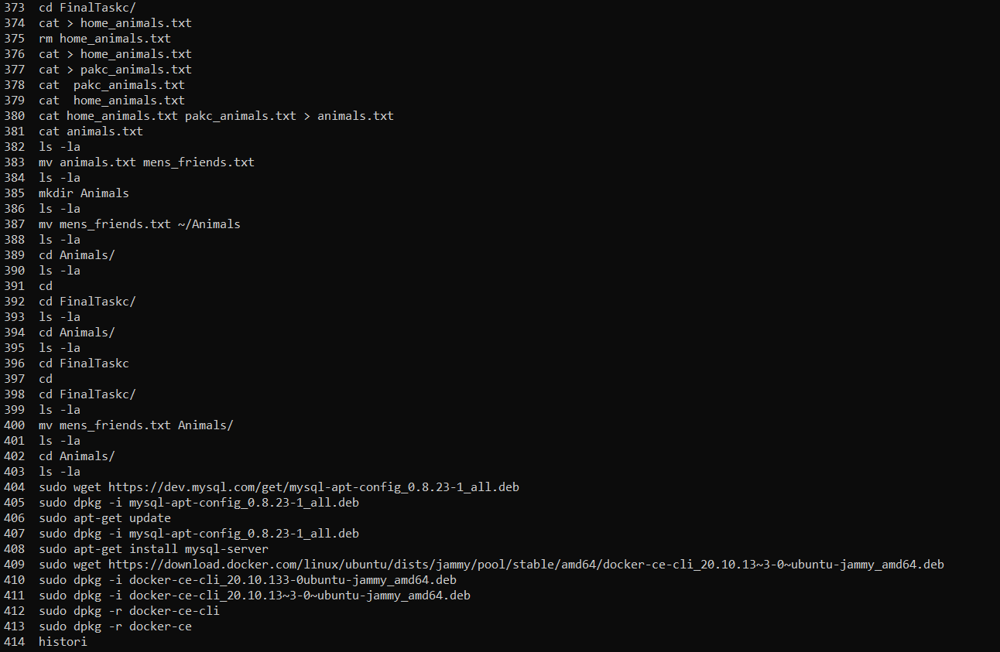 373 cd FinalTaskc/
374 cat > home_animals.txt
375 rm home_animals.txt
376 cat > home_animals.txt
377 cat > pakc_animals.txt
378 cat  pakc_animals.txt
379 cat  home_animals.txt
380 cat home_animals.txt pakc_animals.txt > animals.txt
381 cat animals.txt
382 ls -la
383 mv animals.txt mens_friends.txt
384 ls -la
385 mkdir Animals
386 ls -la
387 mv mens_friends.txt ~/Animals
388 ls -la
389 cd Animals/
390 ls -la
391 cd
392 cd FinalTaskc/
393 ls -la
394 cd Animals/
395 ls -la
396 cd FinalTaskc
397 cd
398 cd FinalTaskc/
399 ls -la
400 mv mens_friends.txt Animals/
401 ls -la
402 cd Animals/
403 ls -la
404 sudo wget https://dev.mysql.com/get/mysql-apt-config_0.8.23-1_all.deb
405 sudo dpkg -i mysql-apt-config_0.8.23-1_all.deb
406 sudo apt-get update
407 sudo dpkg -i mysql-apt-config_0.8.23-1_all.deb
408 sudo apt-get install mysql-server
409 sudo wget https://download.docker.com/linux/ubuntu/dists/jammy/pool/stable/amd64/docker-ce-cli_20.10.13~3-0~ubuntu-jammy_amd64.deb
410 sudo dpkg -i docker-ce-cli_20.10.133-0ubuntu-jammy_amd64.deb
411 sudo dpkg -i docker-ce-cli_20.10.13~3-0~ubuntu-jammy_amd64.deb
412 sudo dpkg -r docker-ce-cli
413 sudo dpkg -r docker-ce
414 histori